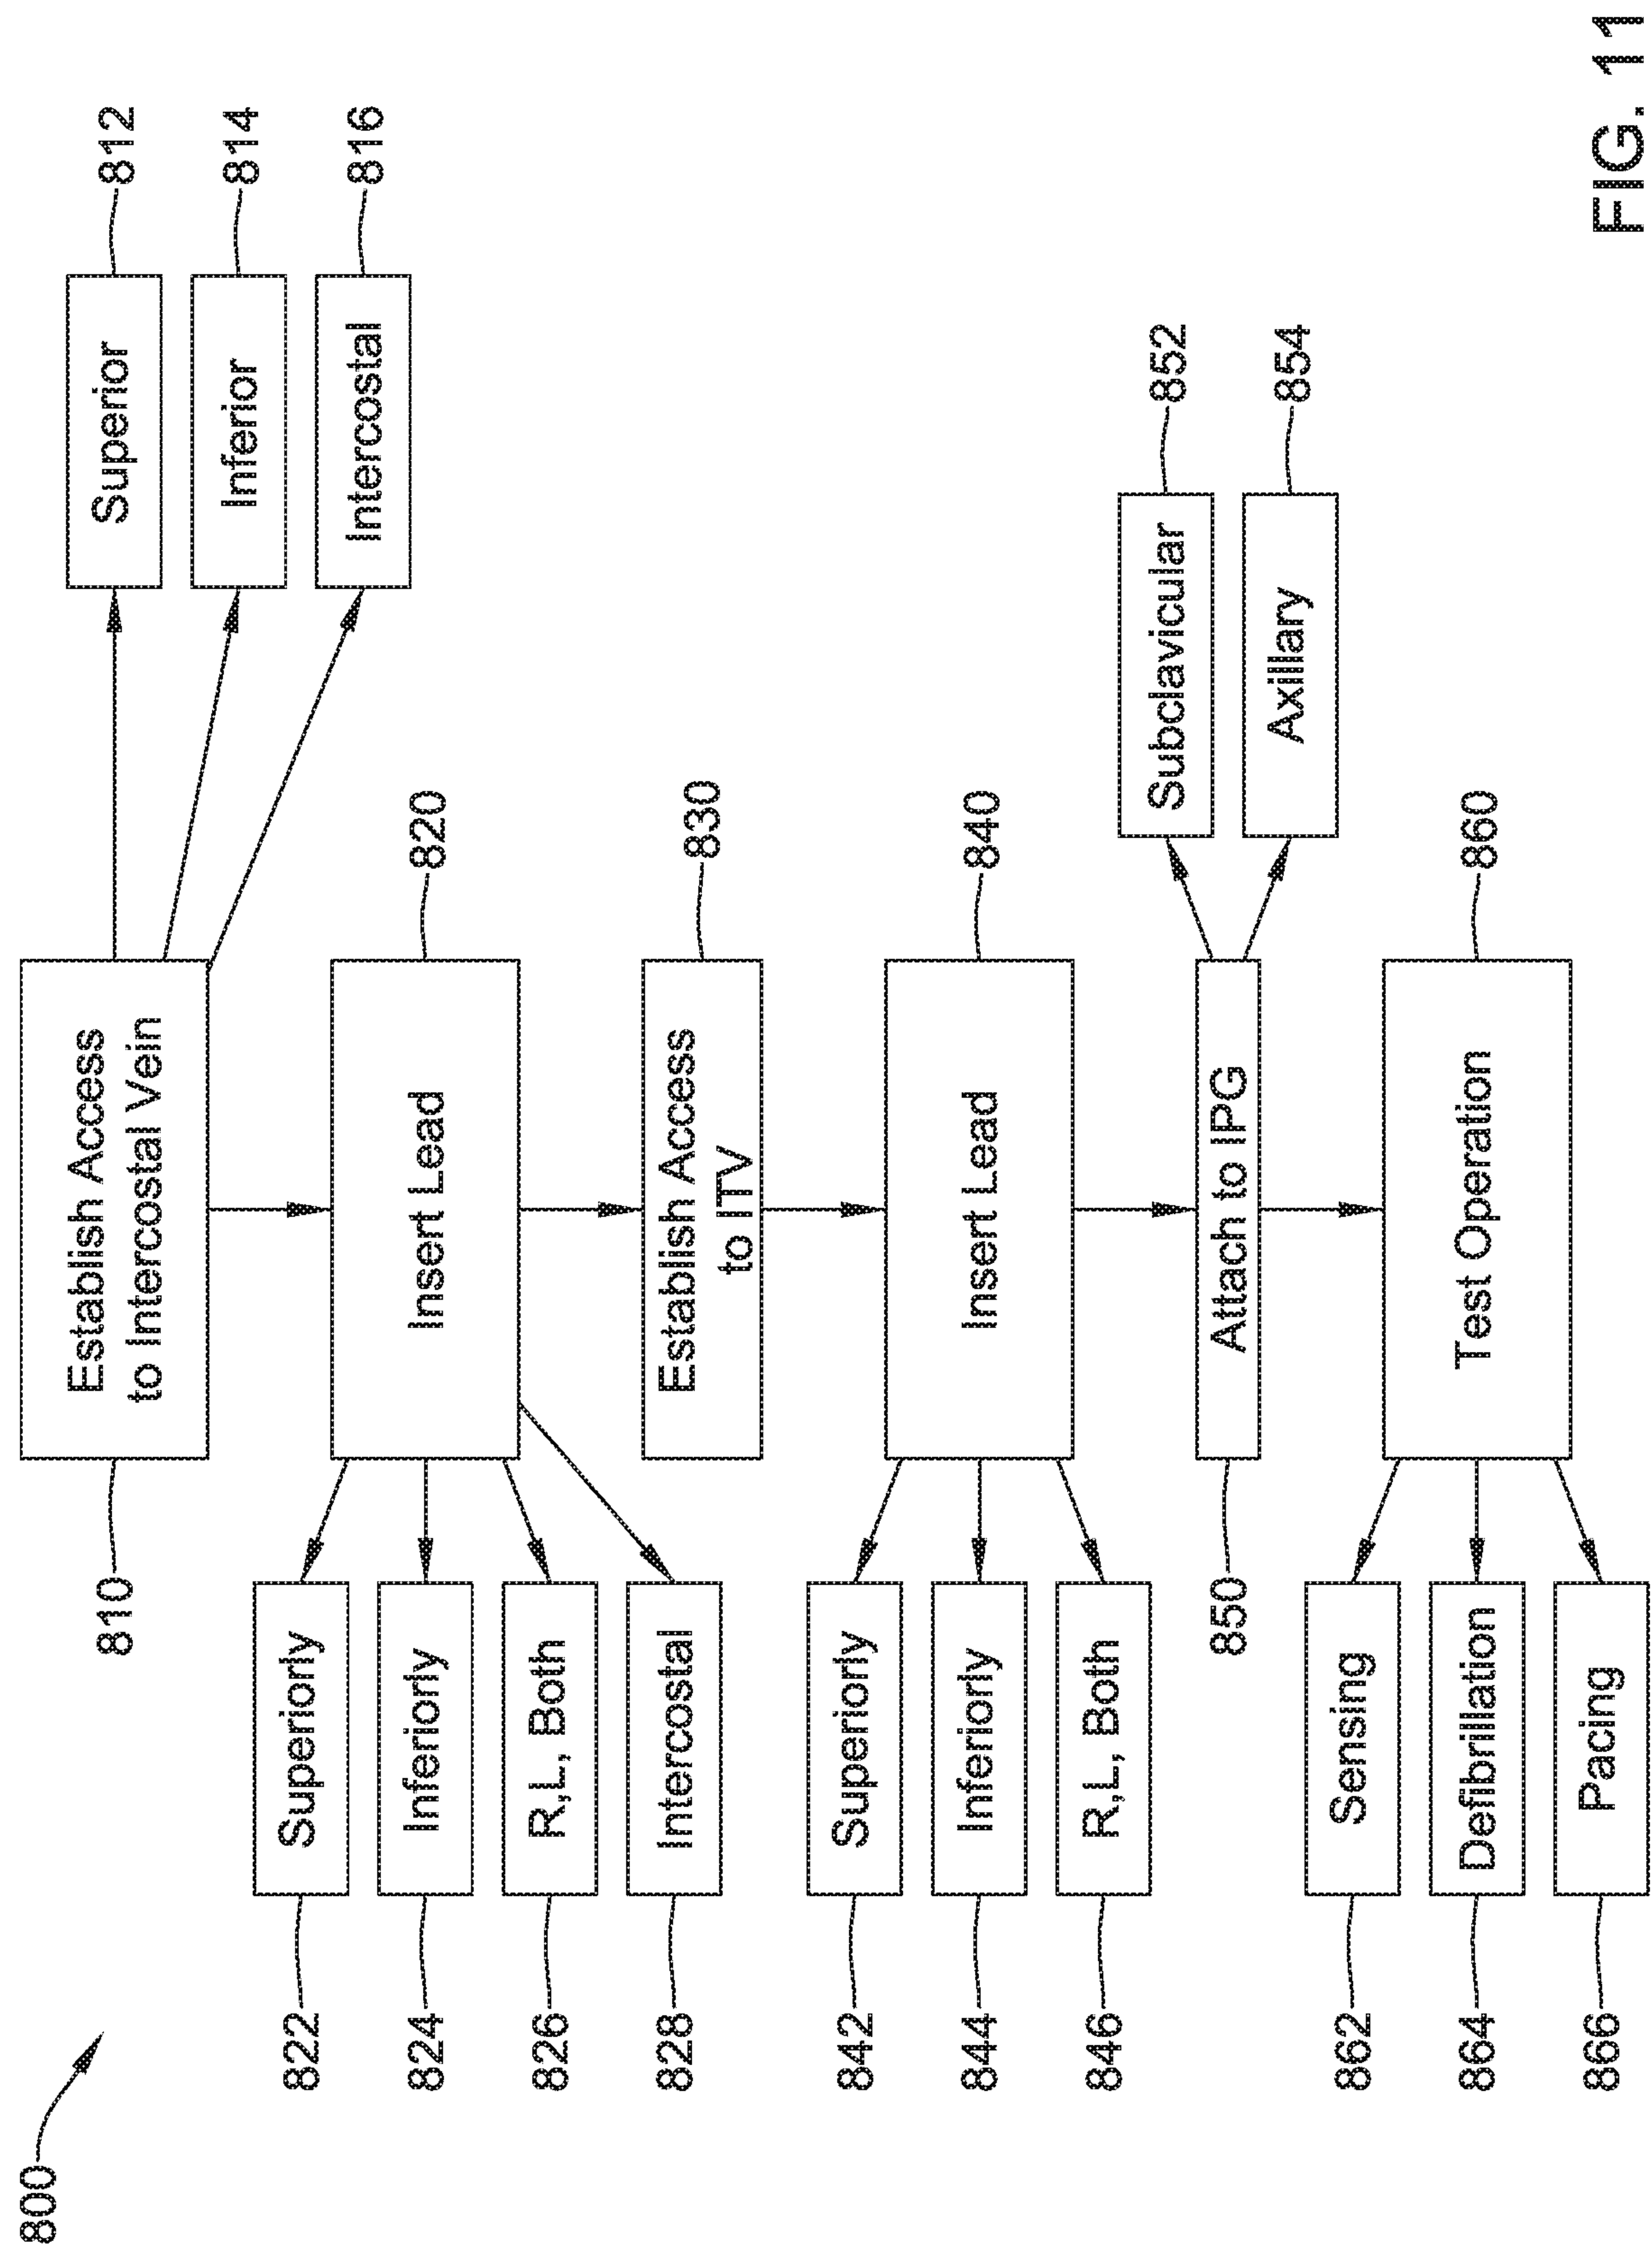 800
810
Establish Access
to Intercostal Vein
Superior
812
Inferior
814
Intercostal
816
Insert Lead
820
822
Superiorly
824
Inferiorly
826
R,L, Both
828
Intercostal
Establish Access
to ITV
830
Insert Lead
840
842
Superiorly
844
Inferiorly
846
R,L, Both
850
Attach to IPG
Subclavicular
852
Axillary
854
Test Operation
860
862
Sensing
864
Defibrillation
866
Pacing
FIG. 11